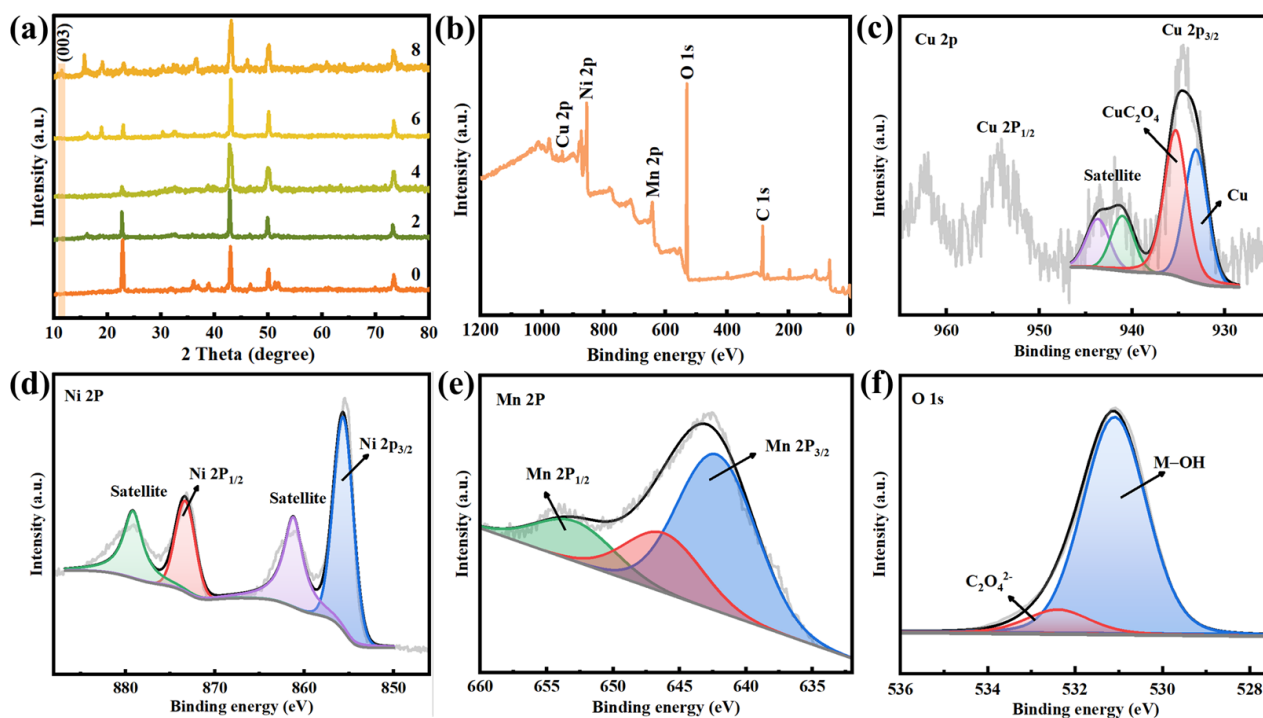 (a)
(003)
8
6
4
2
0
Intensity (a.u.)
10 20 30 40 50 60 70 80
2 Theta (degree)
(b)
Cu 2p
Ni 2p
Mn 2p
O 1s
C 1s
Intensity (a.u.)
1200 1000 800 600 400 200 0
Binding energy (eV)
(c)
Cu 2p
Cu 2p3/2
CuC2O4
Cu 2P1/2
Satellite
Cu
Intensity (a.u.)
960 950 940 930
Binding energy (eV)
(d)
Ni 2P
Ni 2p3/2
Ni 2P1/2
Satellite
Satellite
Intensity (a.u.)
880 870 860 850
Binding energy (eV)
(e)
Mn 2P
Mn 2P3/2
Mn 2P1/2
Intensity (a.u.)
660 655 650 645 640 635
Binding energy (eV)
(f)
O 1s
M−OH
C2O42-
Intensity (a.u.)
536 534 532 530 528
Binding energy (eV)